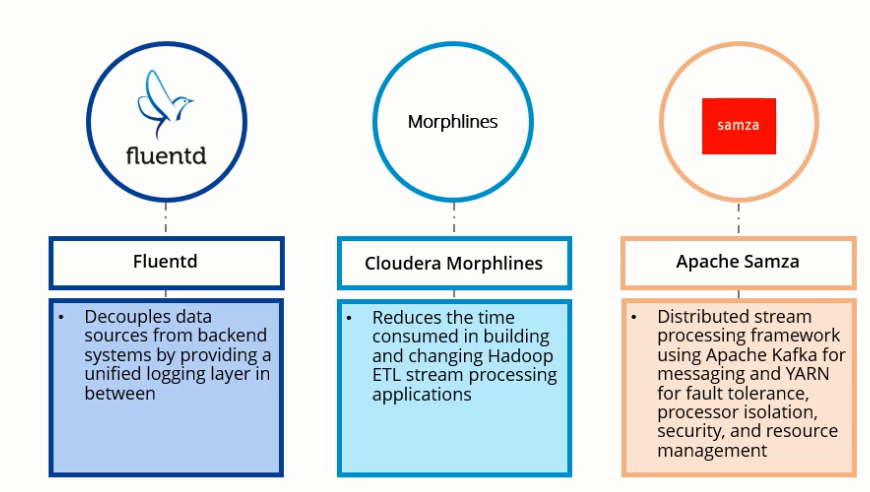 fluentd
Morphlines
samza
Fluentd
Cloudera Morphlines
Apache Samza
• Decouples data
sources from backend
systems by providing a
unified logging layer in
between
• Reduces the time
consumed in building
and changing Hadoop
ETL stream processing
applications
• Distributed stream
processing framework
using Apache Kafka for
messaging and YARN
for fault tolerance,
processor isolation,
security, and resource
management